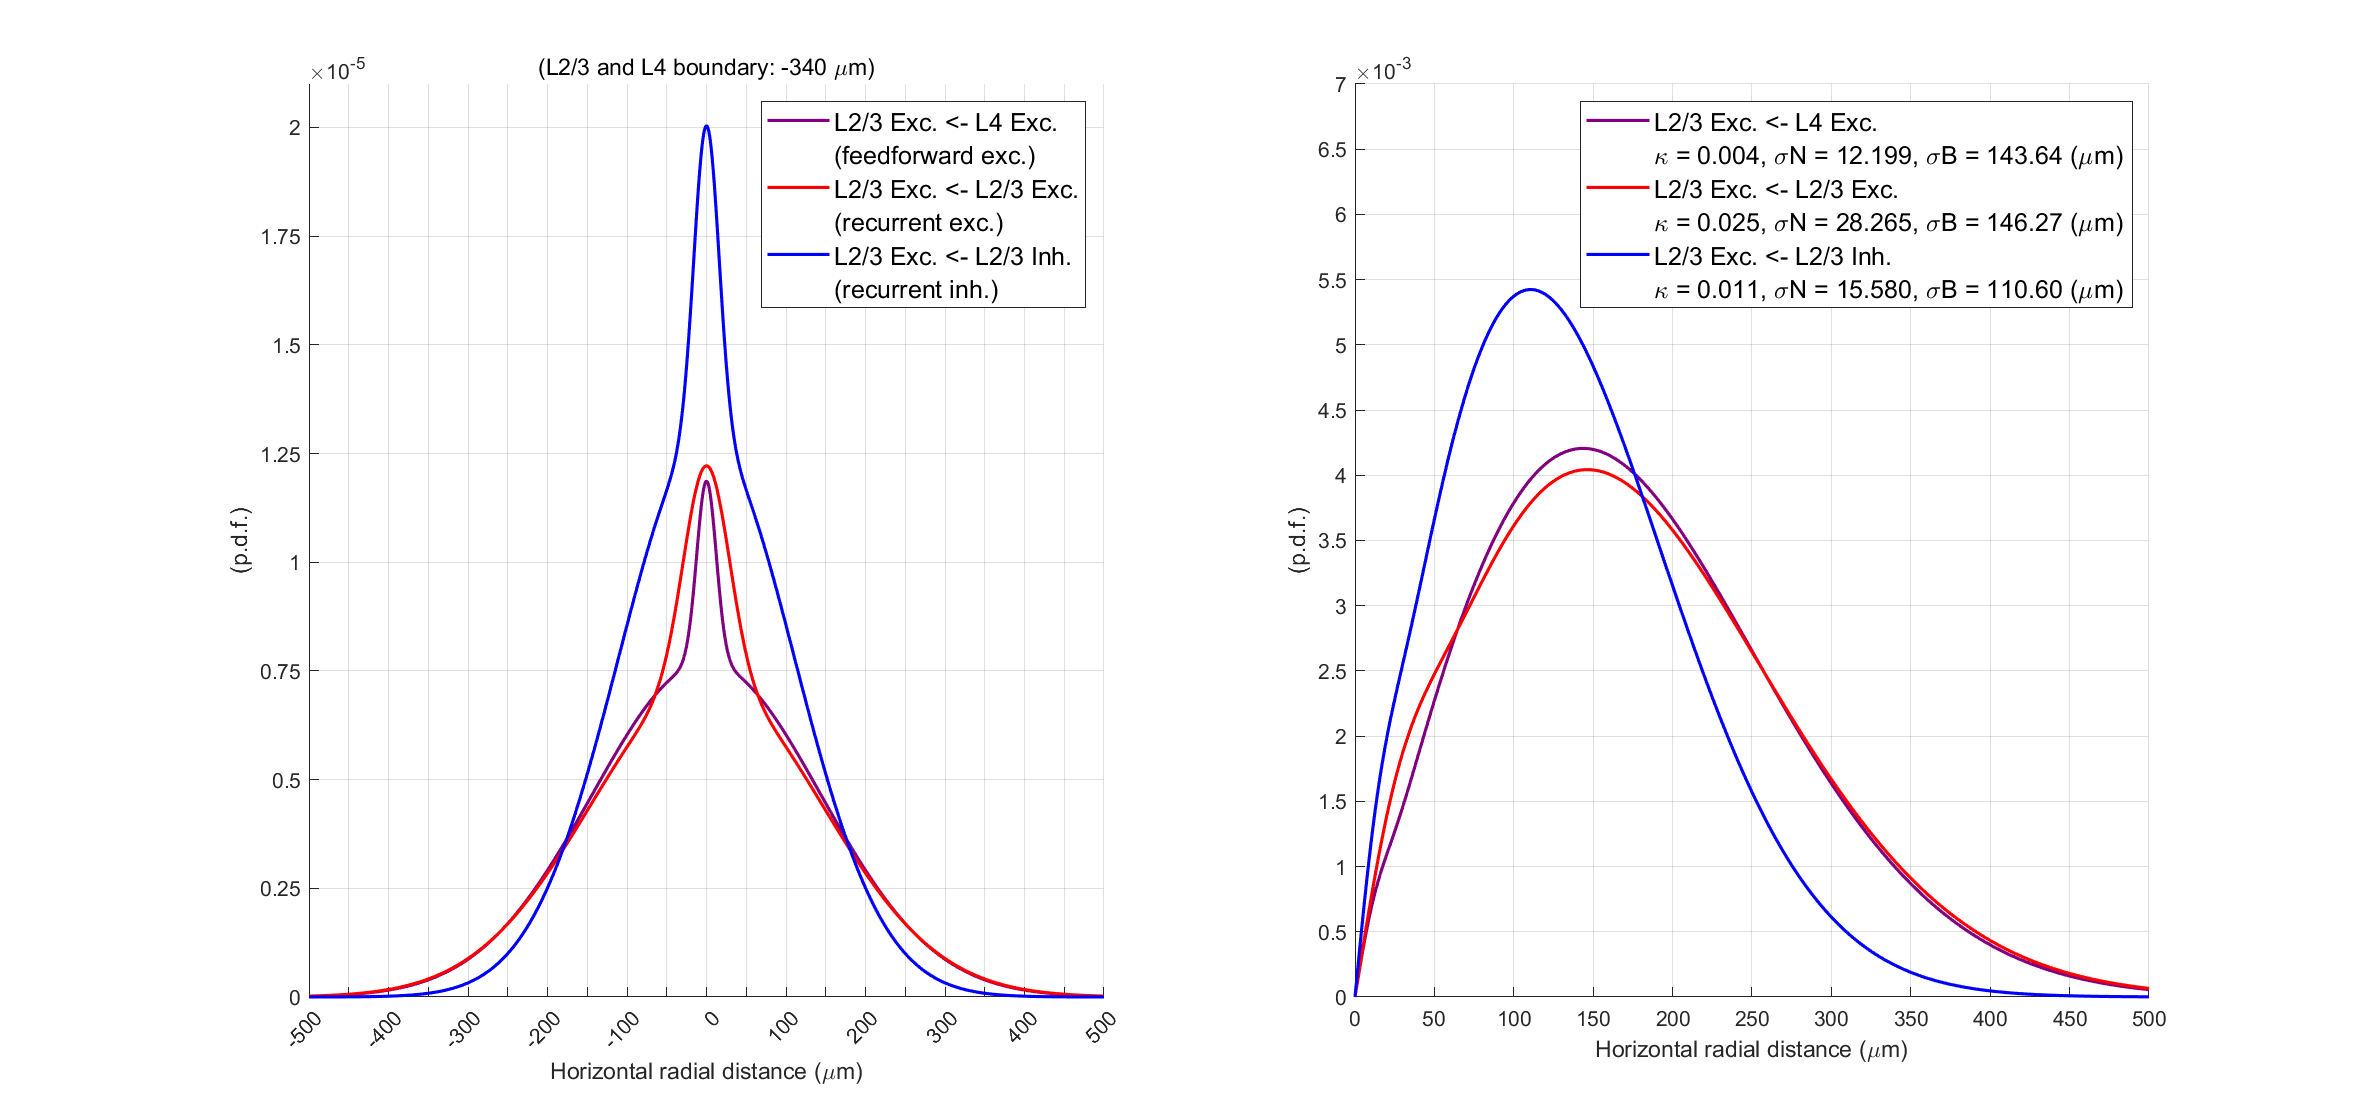 (L2/3 and L4 boundary: -340 μm)
×10-5
2
1.75
1.5
1.25
1
0.75
0.5
0.25
0
(p.d.f.)
L2/3 Exc. <- L4 Exc.
(feedforward exc.)
L2/3 Exc. <- L2/3 Exc.
(recurrent exc.)
L2/3 Exc. <- L2/3 Inh.
(recurrent inh.)
-500 -400 -300 -200 -100 0 100 200 300 400 500
Horizontal radial distance (μm)
×10-3
7
6.5
6
5.5
5
4.5
4
3.5
3
2.5
2
1.5
1
0.5
0
(p.d.f.)
L2/3 Exc. <- L4 Exc.
κ = 0.004, σN = 12.199, σB = 143.64 (μm)
L2/3 Exc. <- L2/3 Exc.
κ = 0.025, σN = 28.265, σB = 146.27 (μm)
L2/3 Exc. <- L2/3 Inh.
κ = 0.011, σN = 15.580, σB = 110.60 (μm)
0 50 100 150 200 250 300 350 400 450 500
Horizontal radial distance (μm)